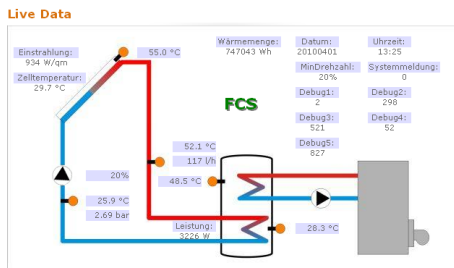 Live Data
Einstrahlung:
934 W/qm
Zelltemperatur:
29.7 °C
55.0 °C
Wärmemenge:
747043 Wh
Datum:
20100401
Uhrzeit:
13:25
MinDrehzahl:
20%
Systemmeldung:
0
Debug1:
2
Debug2:
298
Debug3:
521
Debug4:
52
Debug5:
827
FCS
52.1 °C
117 l/h
48.5 °C
20%
25.9 °C
2.69 bar
Leistung:
3226 W
28.3 °C